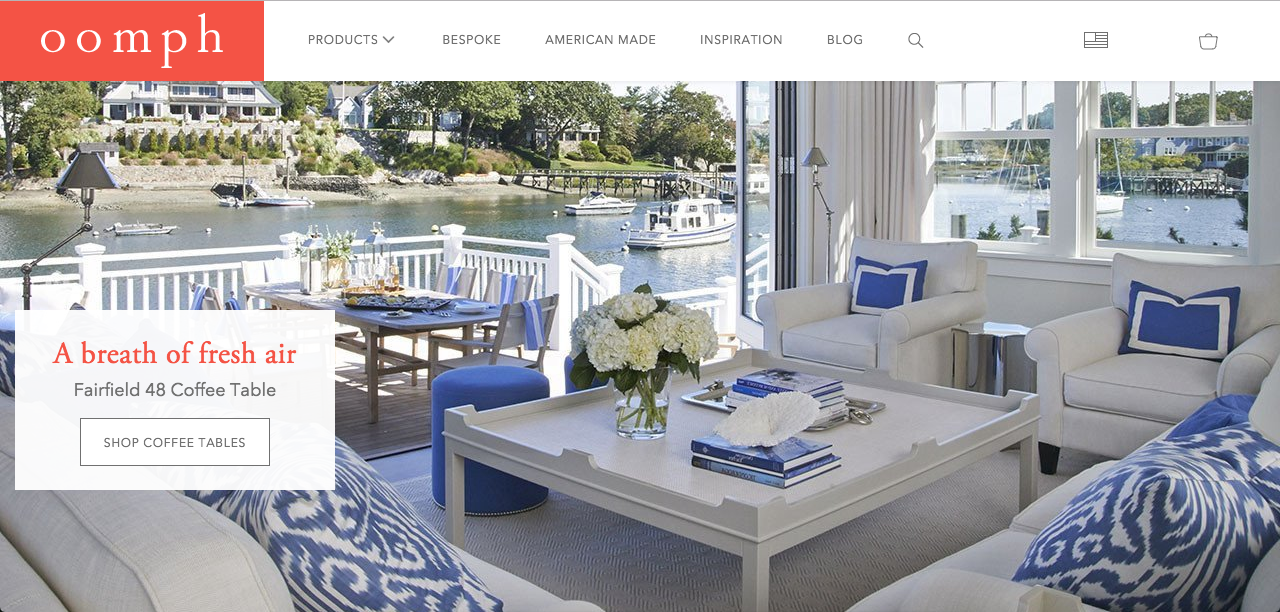 oomph
PRODUCTS
BESPOKE
AMERICAN MADE
INSPIRATION
BLOG
A breath of fresh air
Fairfield 48 Coffee Table
SHOP COFFEE TABLES